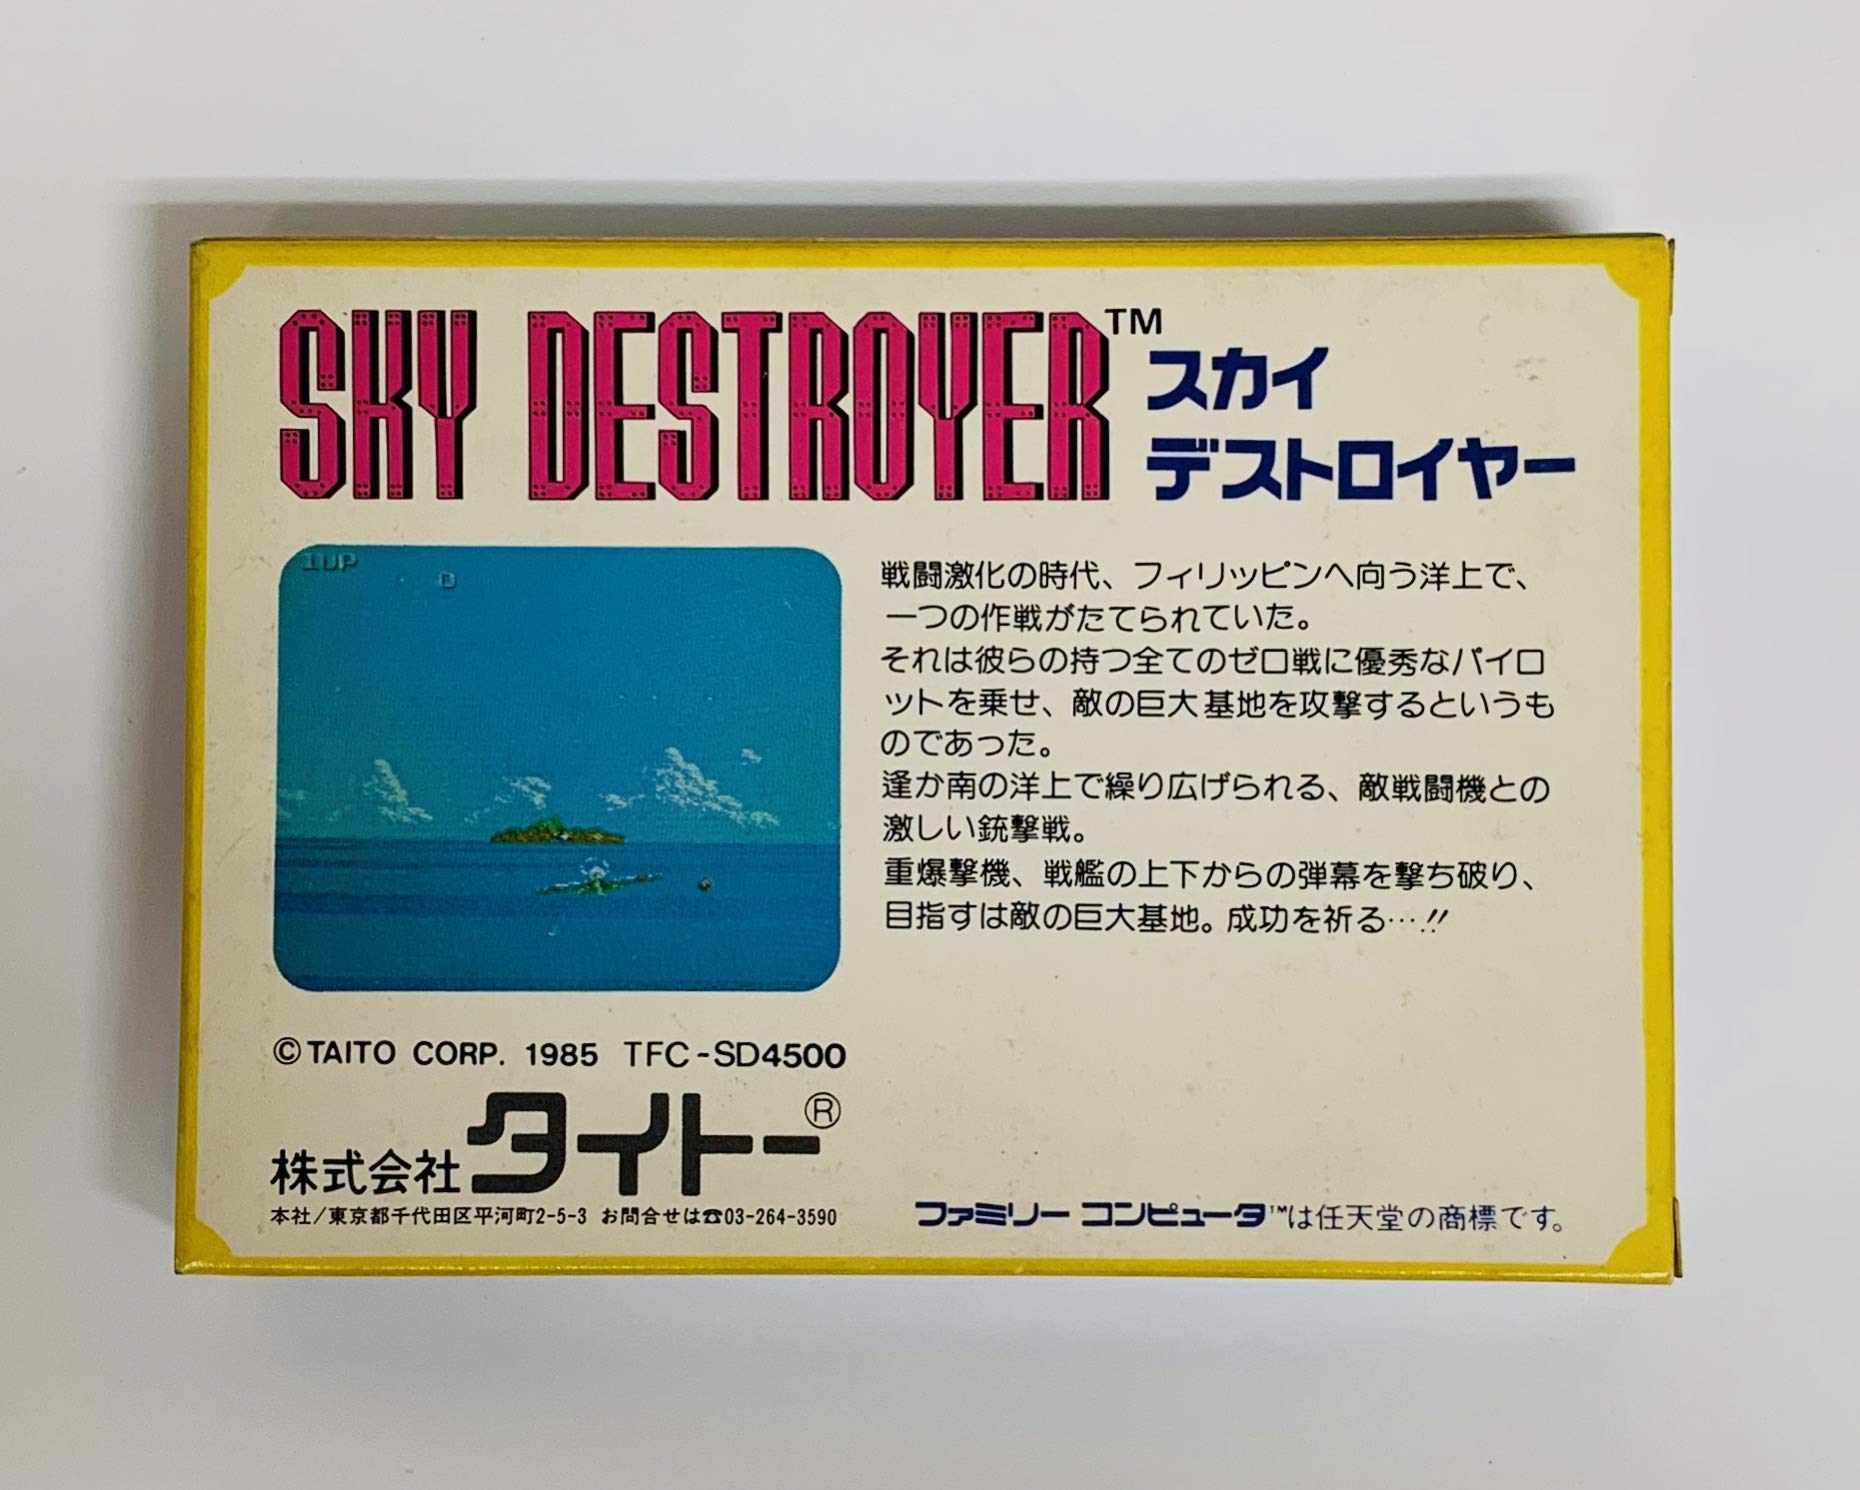 SKY DESTROYER™
スカイ
デストロイヤー
1UP
0
戦闘激化の時代、フィリッピンへ向う洋上で、
一つの作戦がたてられていた。
それは彼らの持つ全てのゼロ戦に優秀なパイロ
ットを乗せ、敵の巨大基地を攻撃するというも
のであった。
逢か南の洋上で繰り広げられる、敵戦闘機との
激しい銃撃戦。
重爆撃機、戦艦の上下からの弾幕を撃ち破り、
目指すは敵の巨大基地。成功を祈る…!!
©TAITO CORP. 1985 TFC-SD4500
株式会社タイトー®
本社/東京都千代田区平河町2-5-3 お問合せは☎03-264-3590
ファミリー コンピュータ™は任天堂の商標です。